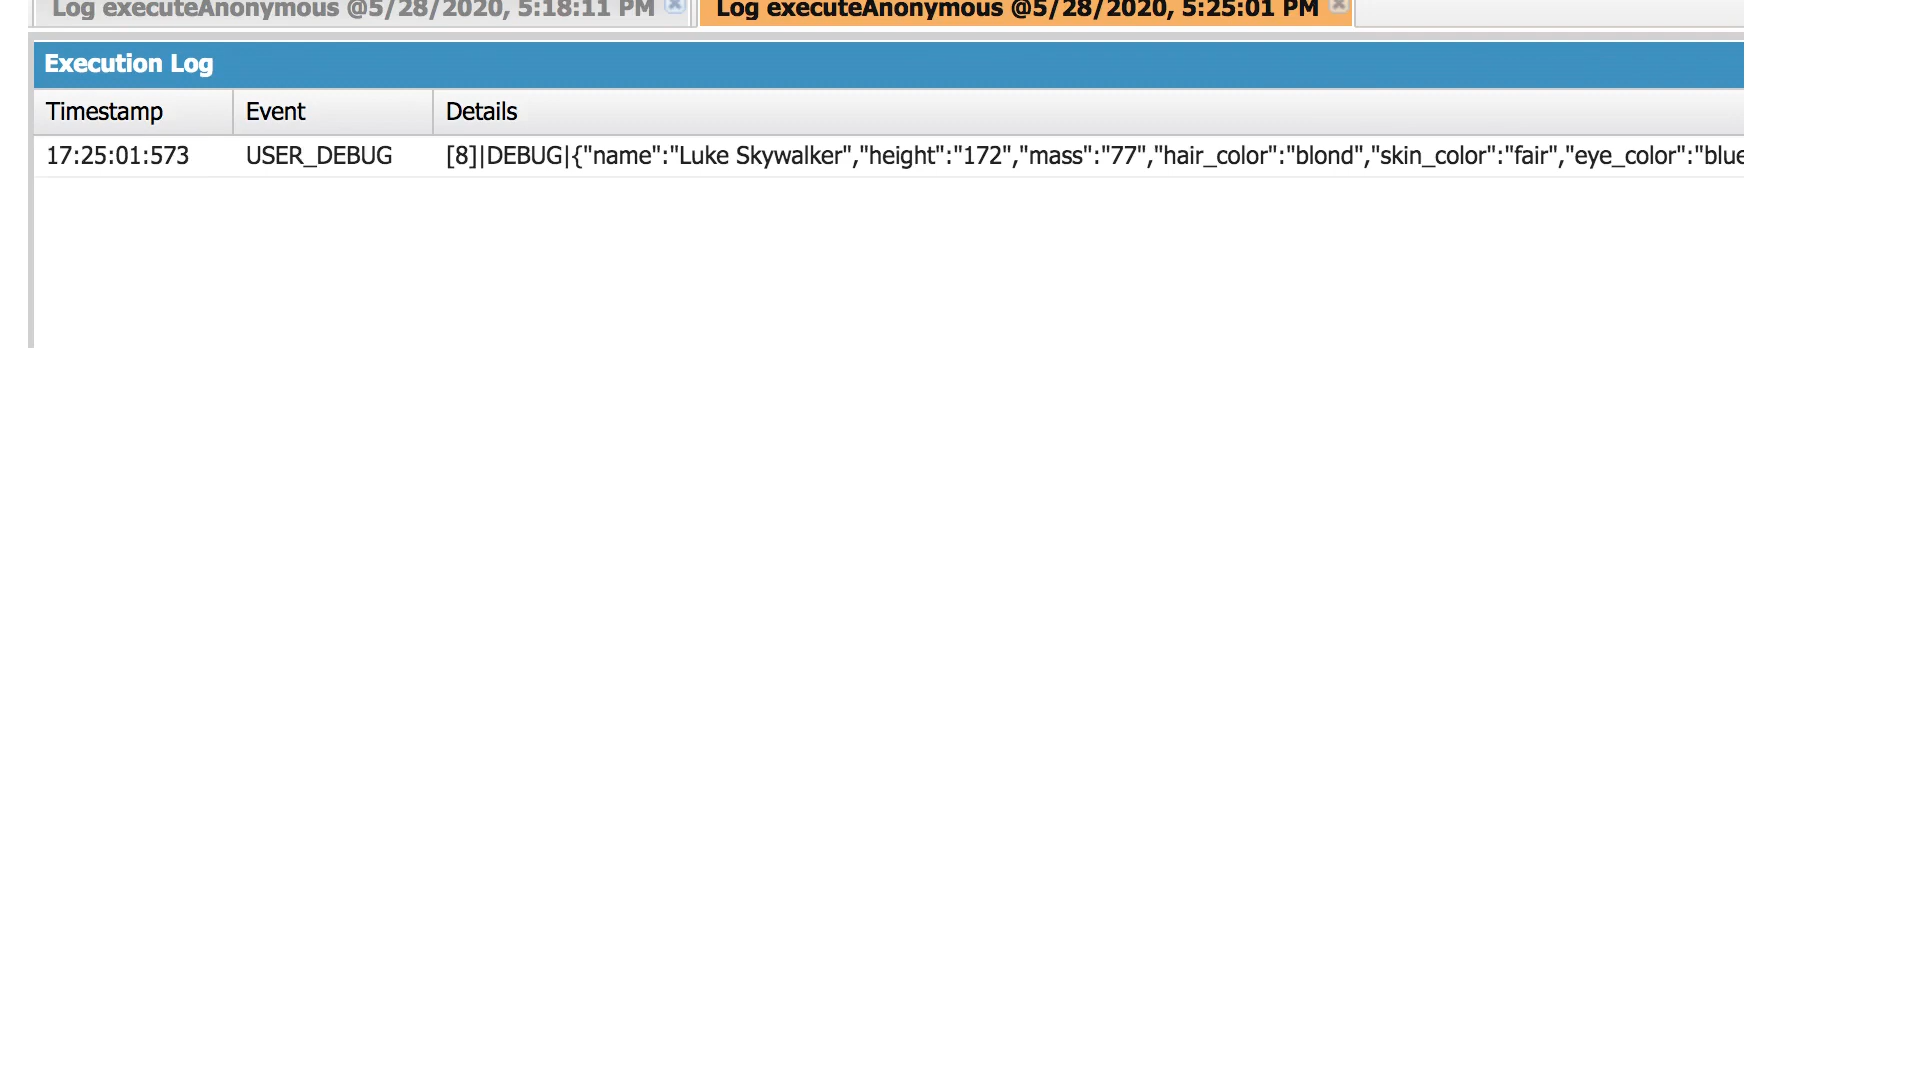 Log executeAnonymous @5/28/2020, 5:18:11 PM
Log executeAnonymous @5/28/2020, 5:25:01 PM
Execution Log
Timestamp Event Details
17:25:01:573 USER_DEBUG [8]|DEBUG|{"name":"Luke Skywalker","height":"172","mass":"77","hair_color":"blond","skin_color":"fair","eye_color":"blue